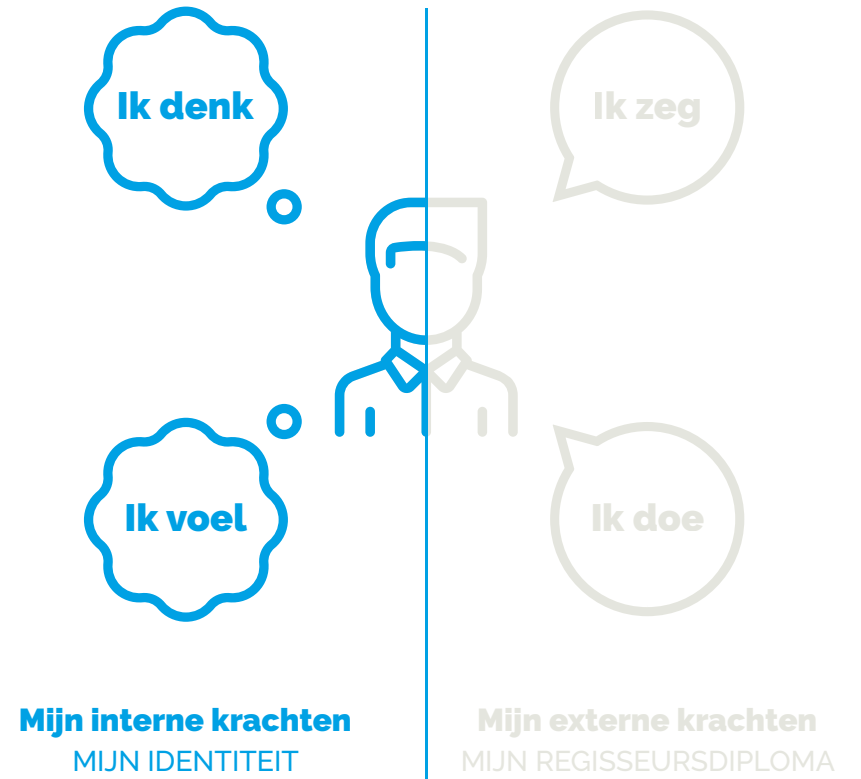 Ik denk
Ik zeg
Ik voel
Ik doe
Mijn interne krachten
MIJN IDENTITEIT
Mijn externe krachten
MIJN REGISSEURSDIPLOMA